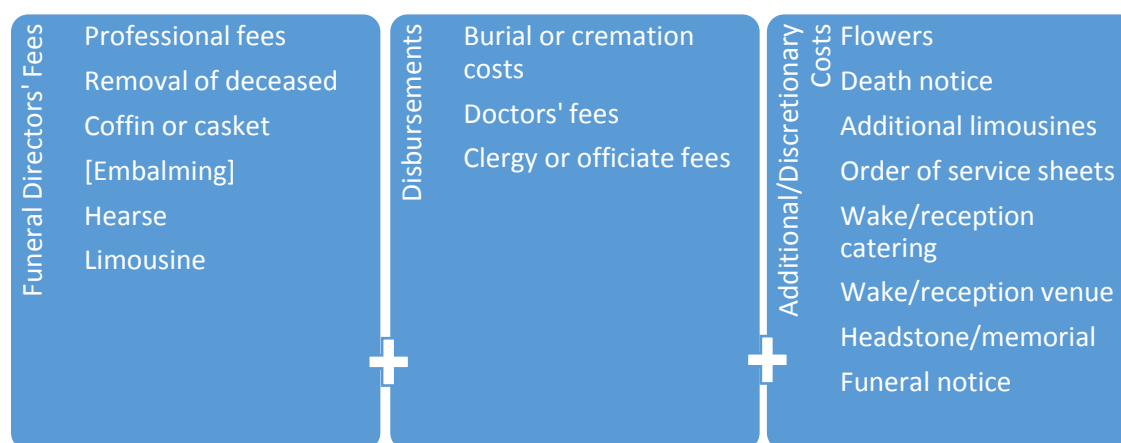 Funeral Directors' Fees
Professional fees
Removal of deceased
Coffin or casket
[Embalming]
Hearse
Limousine
Disbursements
Burial or cremation
costs
Doctors' fees
Clergy or officiate fees
Additional/Discretionary
Costs
Flowers
Death notice
Additional limousines
Order of service sheets
Wake/reception
catering
Wake/reception venue
Headstone/memorial
Funeral notice